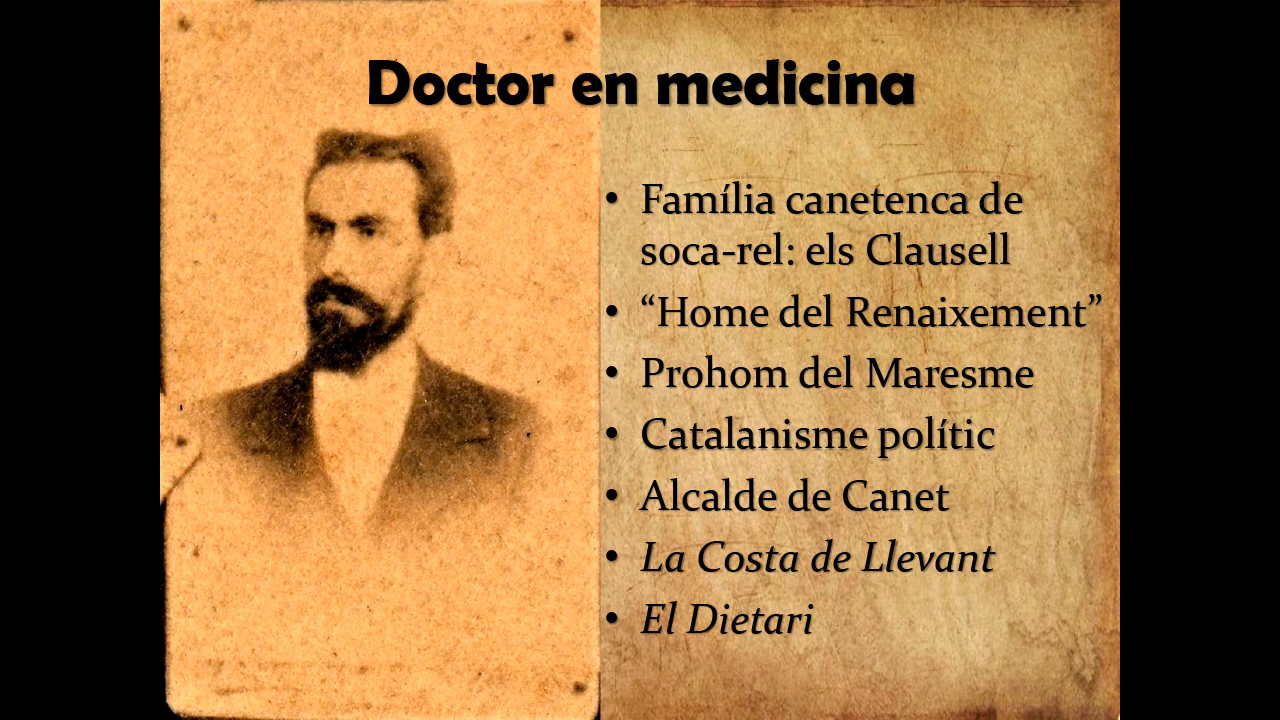 Doctor en medicina
• Família canetenca de
soca-rel: els Clausell
• “Home del Renaixement”
• Prohom del Maresme
• Catalanisme polític
• Alcalde de Canet
• La Costa de Llevant
• El Dietari